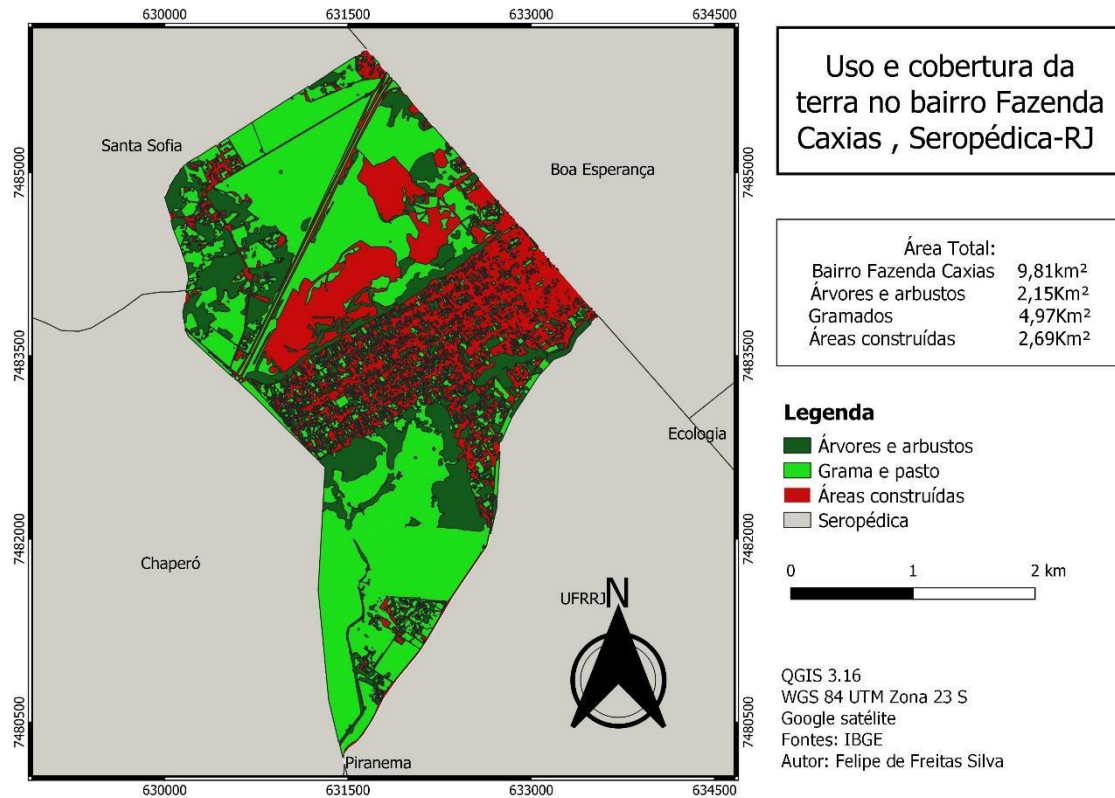 630000 631500 633000 634500
7485000
7483500
7482000
7480500
Santa Sofia
Boa Esperança
Ecologia
Chaperó
UFRRJ
N
Piranema
7485000
7483500
7482000
7480500
630000 631500 633000 634500
Uso e cobertura da
terra no bairro Fazenda
Caxias , Seropédica-RJ
Área Total:
Bairro Fazenda Caxias 9,81km²
Árvores e arbustos 2,15Km²
Gramados 4,97Km²
Áreas construídas 2,69Km²
Legenda
Árvores e arbustos
Grama e pasto
Áreas construídas
Seropédica
0 1 2 km
QGIS 3.16
WGS 84 UTM Zona 23 S
Google satélite
Fontes: IBGE
Autor: Felipe de Freitas Silva